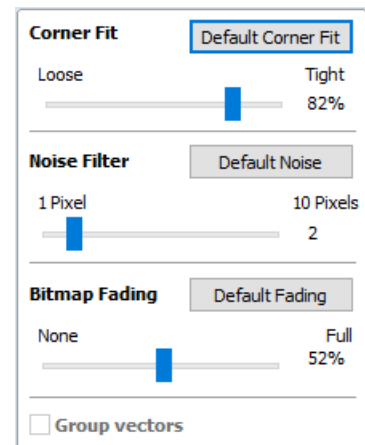 Corner Fit Default Corner Fit
Loose Tight
82%
Noise Filter Default Noise
1 Pixel 10 Pixels
2
Bitmap Fading Default Fading
None Full
52%
Group vectors